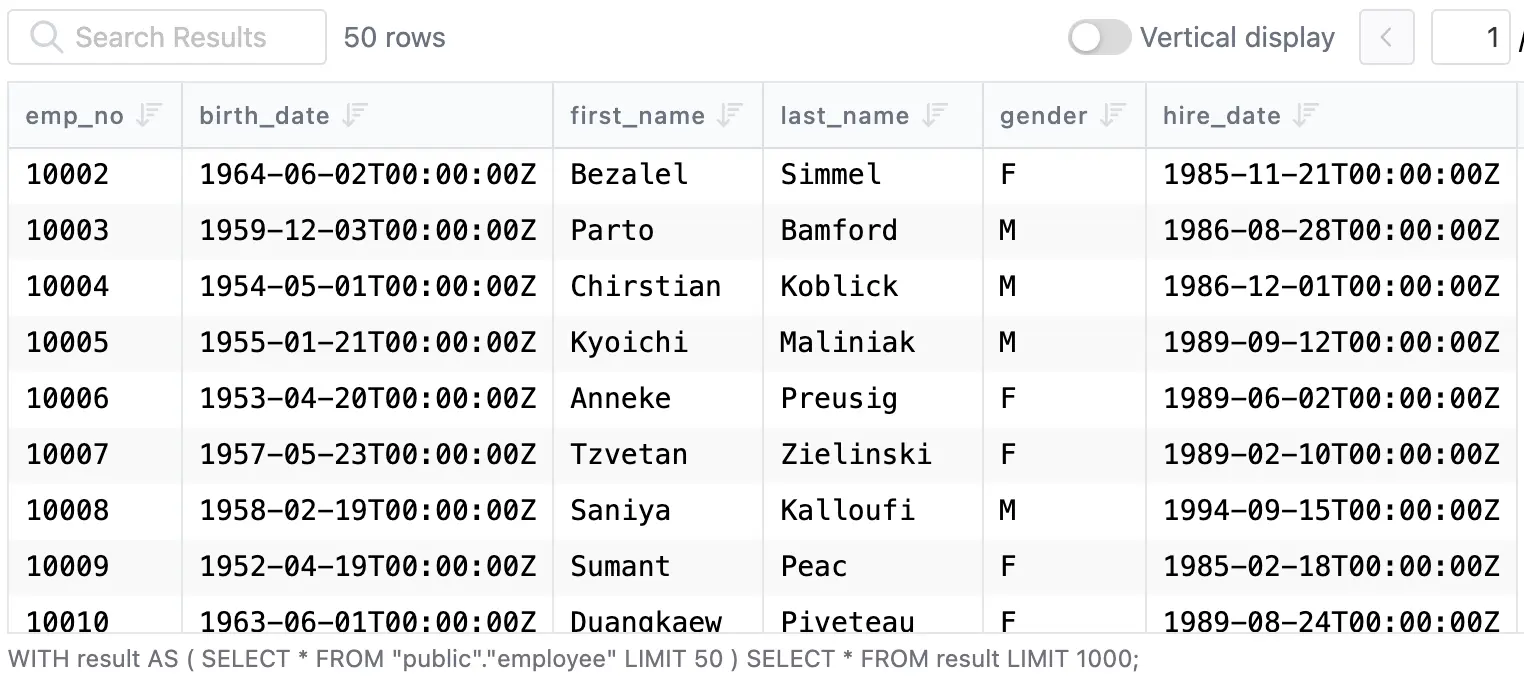 Search Results 50 rows Vertical display 1 /
emp_no birth_date first_name last_name gender hire_date
10002 1964-06-02T00:00:00Z Bezalel Simmel F 1985-11-21T00:00:00Z
10003 1959-12-03T00:00:00Z Parto Bamford M 1986-08-28T00:00:00Z
10004 1954-05-01T00:00:00Z Chirstian Koblick M 1986-12-01T00:00:00Z
10005 1955-01-21T00:00:00Z Kyoichi Maliniak M 1989-09-12T00:00:00Z
10006 1953-04-20T00:00:00Z Anneke Preusig F 1989-06-02T00:00:00Z
10007 1957-05-23T00:00:00Z Tzvetan Zielinski F 1989-02-10T00:00:00Z
10008 1958-02-19T00:00:00Z Saniya Kalloufi M 1994-09-15T00:00:00Z
10009 1952-04-19T00:00:00Z Sumant Peac F 1985-02-18T00:00:00Z
10010 1963-06-01T00:00:00Z Duangkaew Piveteau F 1989-08-24T00:00:00Z
WITH result AS ( SELECT * FROM "public"."employee" LIMIT 50 ) SELECT * FROM result LIMIT 1000;